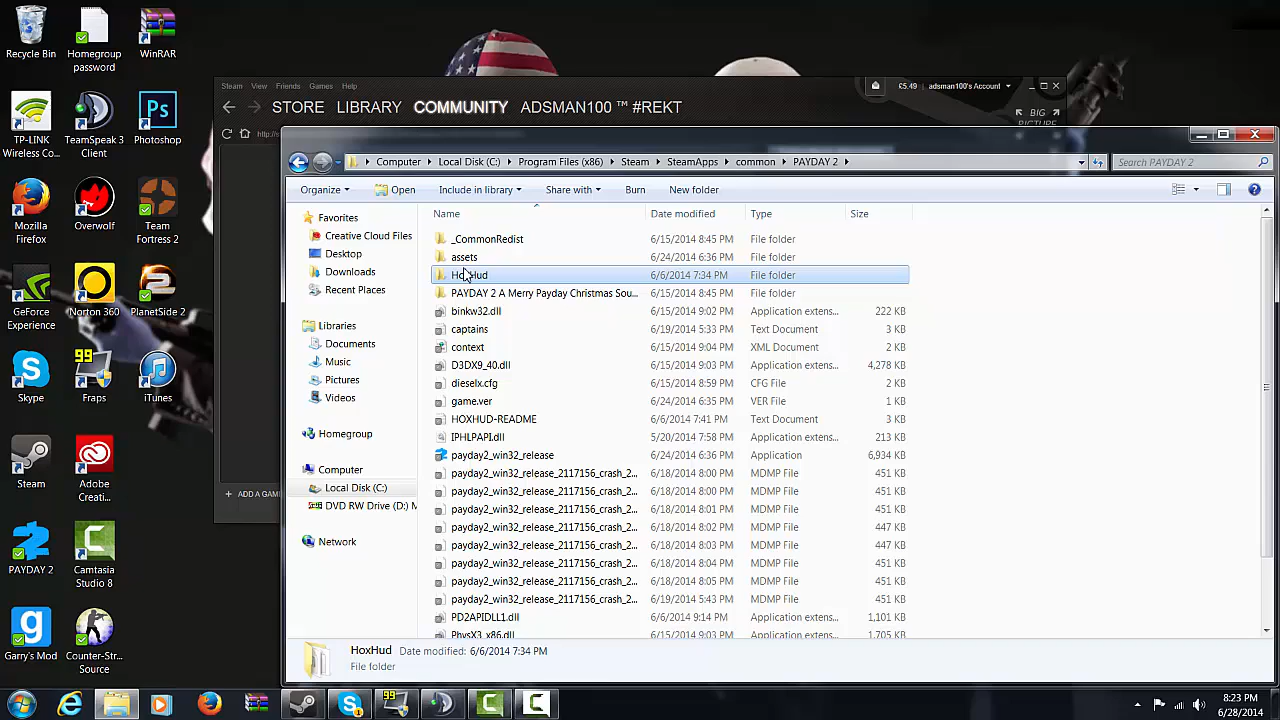 Recycle Bin
Homegroup
password
WinRAR
TP-LINK
Wireless Co...
TeamSpeak 3
Client
Ps
Photoshop
Mozilla
Firefox
Overwolf
Team
Fortress 2
GeForce
Experience
Norton 360
PlanetSide 2
Skype
99
Fraps
iTunes
Steam
Adobe
Creati...
PAYDAY 2
Camtasia
Studio 8
Garry's Mod
Counter-Str...
Source
Steam View Friends Games Help
£5.49 adsman100's Account
STORE LIBRARY COMMUNITY ADSMAN100 ™ #REKT
BIG
PICTURE
http://s
ADD A GAM
Computer Local Disk (C:) Program Files (x86) Steam SteamApps common PAYDAY 2
Search PAYDAY 2
Organize Open Include in library Share with Burn New folder
Favorites
Creative Cloud Files
Desktop
Downloads
Recent Places
Libraries
Documents
Music
Pictures
Videos
Homegroup
Computer
Local Disk (C:)
DVD RW Drive (D:) M
Network
Name Date modified Type Size
_CommonRedist 6/15/2014 8:45 PM File folder
assets 6/24/2014 6:36 PM File folder
HoxHud 6/6/2014 7:34 PM File folder
PAYDAY 2 A Merry Payday Christmas Sou... 6/15/2014 8:45 PM File folder
binkw32.dll 6/15/2014 9:02 PM Application extens... 222 KB
captains 6/19/2014 5:33 PM Text Document 3 KB
context 6/15/2014 9:04 PM XML Document 2 KB
D3DX9_40.dll 6/15/2014 9:03 PM Application extens... 4,278 KB
dieselx.cfg 6/15/2014 8:59 PM CFG File 2 KB
game.ver 6/24/2014 6:35 PM VER File 1 KB
HOXHUD-README 6/6/2014 7:41 PM Text Document 3 KB
IPHLPAPI.dll 5/20/2014 7:58 PM Application extens... 213 KB
payday2_win32_release 6/24/2014 6:36 PM Application 6,934 KB
payday2_win32_release_2117156_crash_2... 6/18/2014 8:00 PM MDMP File 451 KB
payday2_win32_release_2117156_crash_2... 6/18/2014 8:00 PM MDMP File 451 KB
payday2_win32_release_2117156_crash_2... 6/18/2014 8:01 PM MDMP File 451 KB
payday2_win32_release_2117156_crash_2... 6/18/2014 8:02 PM MDMP File 447 KB
payday2_win32_release_2117156_crash_2... 6/18/2014 8:03 PM MDMP File 447 KB
payday2_win32_release_2117156_crash_2... 6/18/2014 8:04 PM MDMP File 451 KB
payday2_win32_release_2117156_crash_2... 6/18/2014 8:05 PM MDMP File 451 KB
payday2_win32_release_2117156_crash_2... 6/19/2014 5:43 PM MDMP File 451 KB
PD2APIDLL1.dll 6/6/2014 9:14 PM Application extens... 1,101 KB
PhysX3_x86.dll 6/15/2014 9:03 PM Application extens... 1,705 KB
HoxHud Date modified: 6/6/2014 7:34 PM
File folder
99
8:23 PM
6/28/2014